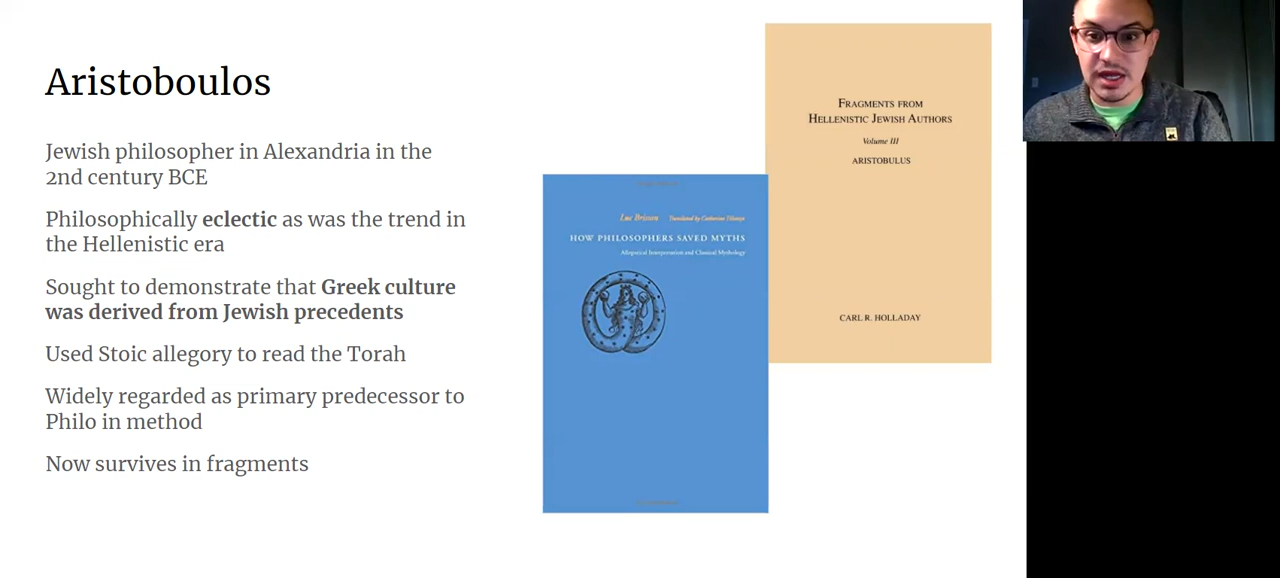 Aristoboulos
Jewish philosopher in Alexandria in the
2nd century BCE
Philosophically eclectic as was the trend in
the Hellenistic era
Sought to demonstrate that Greek culture
was derived from Jewish precedents
Used Stoic allegory to read the Torah
Widely regarded as primary predecessor to
Philo in method
Now survives in fragments
Luc Brisson Translated by Catherine Tihanyi
HOW PHILOSOPHERS SAVED MYTHS
Allegorical Interpretation and Classical Mythology
FRAGMENTS FROM
HELLENISTIC JEWISH AUTHORS
Volume III
ARISTOBULUS
CARL R. HOLLADAY